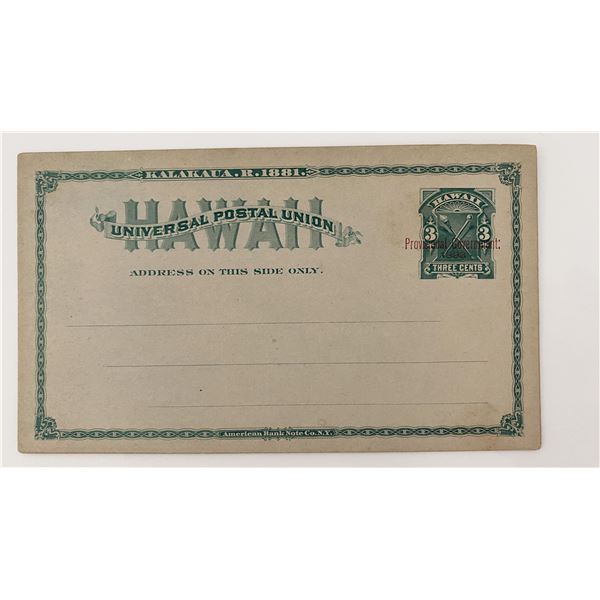 KALAKAUA. R. 1881.
HAWAII
UNIVERSAL POSTAL UNION
ADDRESS ON THIS SIDE ONLY.
HAWAII
3 3
Provisional Government:
1893
THREE CENTS
American Bank Note Co. N.Y.